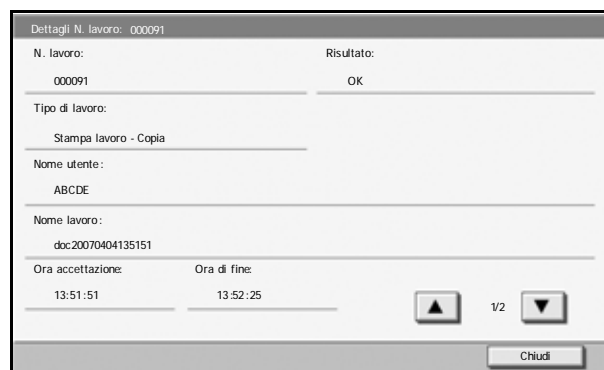 Dettagli N. lavoro: 000091
N. lavoro: Risultato:
000091 OK
Tipo di lavoro:
Stampa lavoro - Copia
Nome utente:
ABCDE
Nome lavoro:
doc20070404135151
Ora accettazione: Ora di fine:
13:51:51 13:52:25
1/2
Chiudi